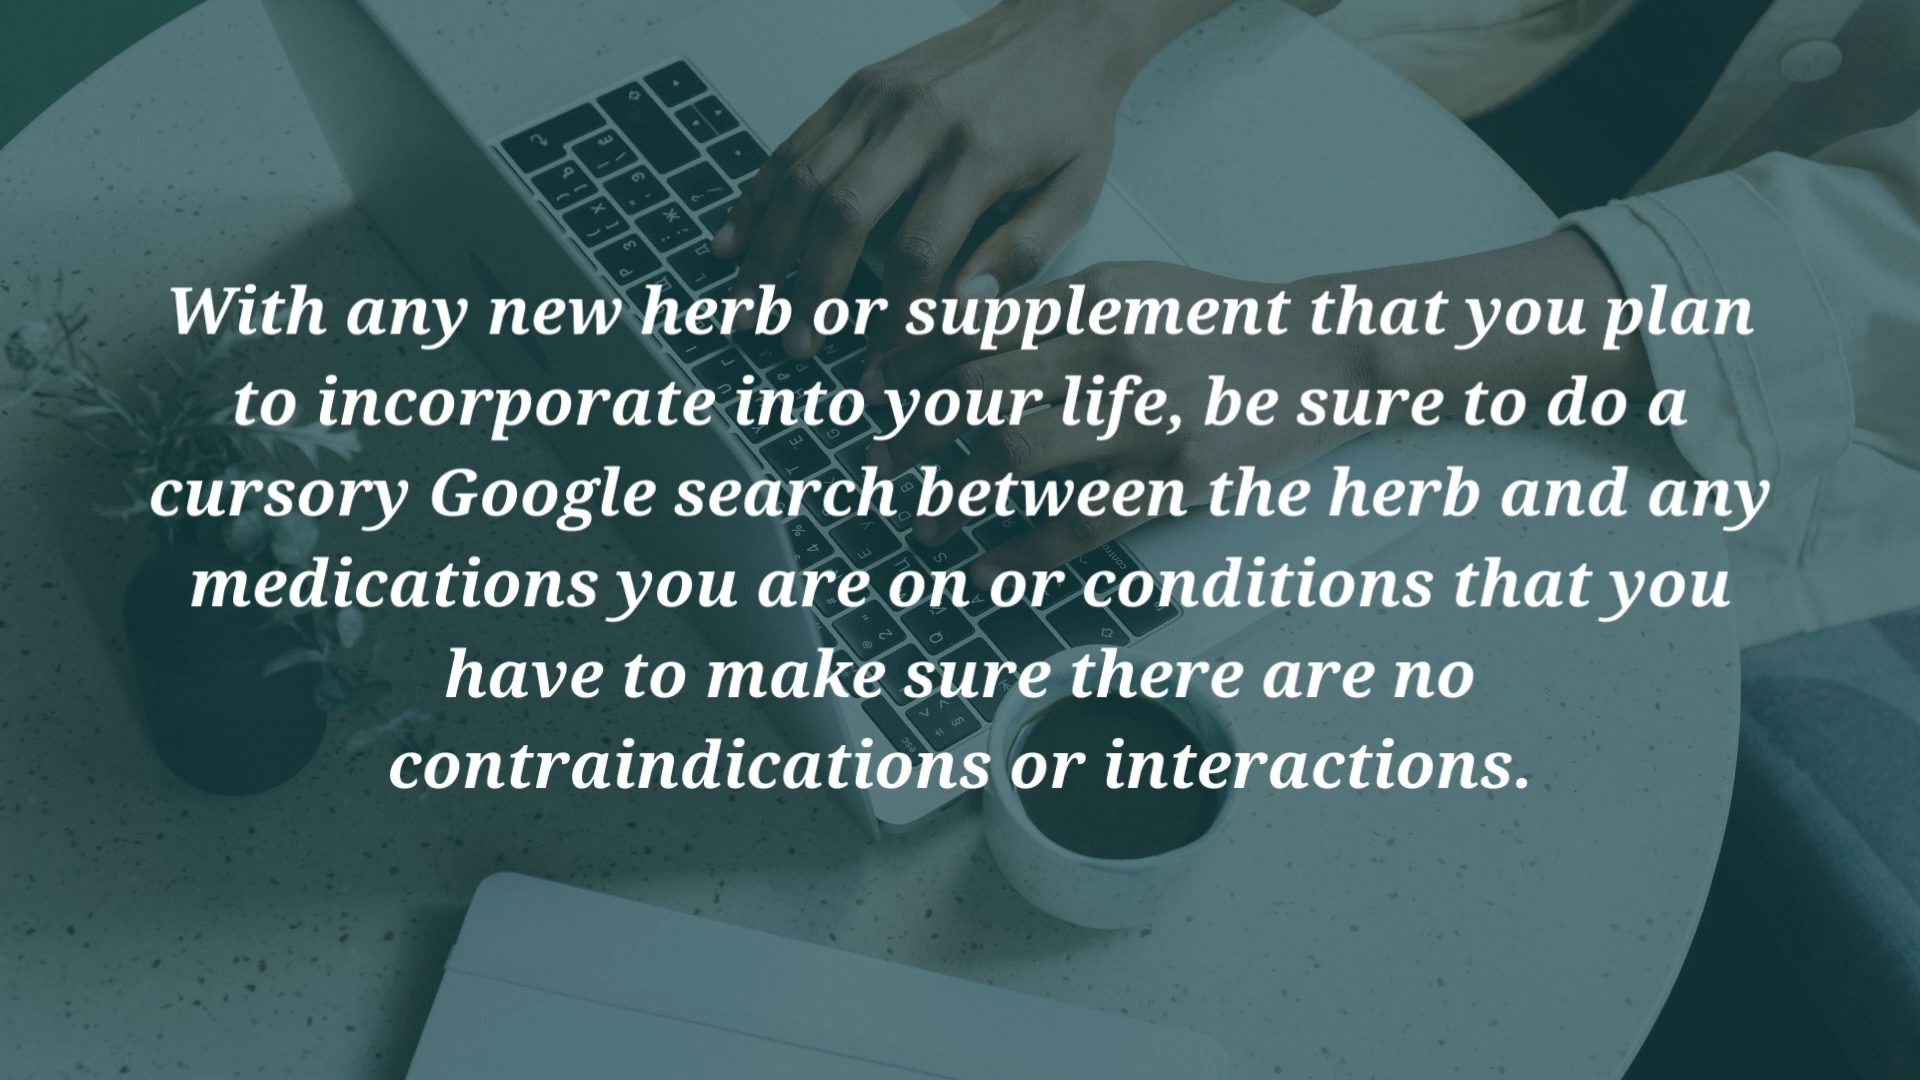 With any new herb or supplement that you plan
to incorporate into your life, be sure to do a
cursory Google search between the herb and any
medications you are on or conditions that you
have to make sure there are no
contraindications or interactions.